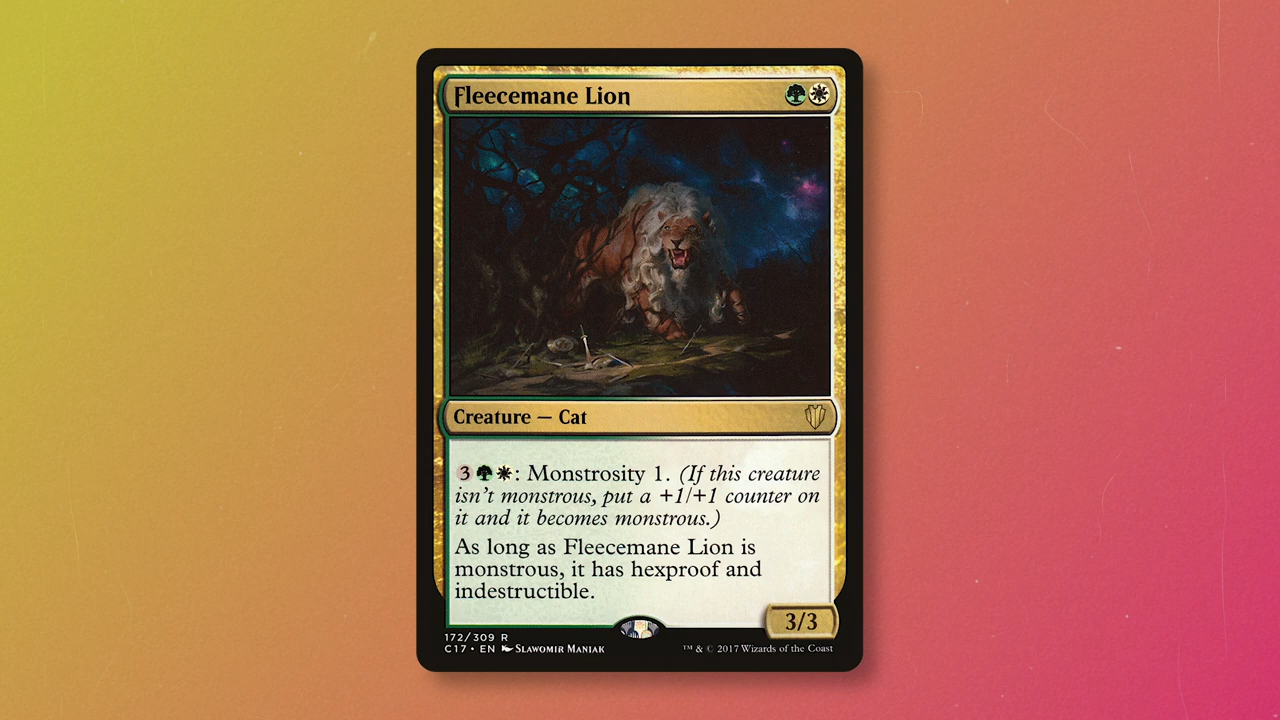 Fleecemane Lion
Creature — Cat
3: Monstrosity 1. (If this creature
isn't monstrous, put a +1/+1 counter on
it and it becomes monstrous.)
As long as Fleecemane Lion is
monstrous, it has hexproof and
indestructible.
3/3
172/309 R
C17 • EN Slawomir Maniak
™ & © 2017 Wizards of the Coast